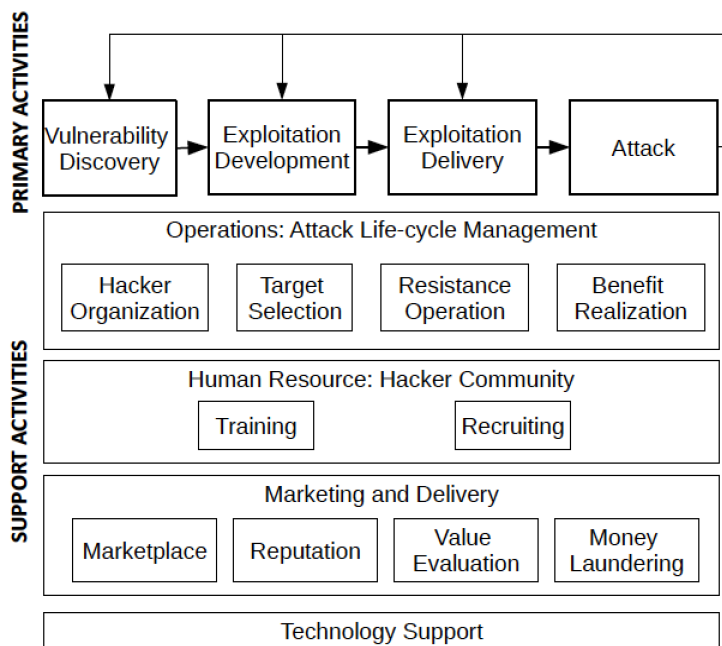 PRIMARY ACTIVITIES
Vulnerability
Discovery
Exploitation
Development
Exploitation
Delivery
Attack
SUPPORT ACTIVITIES
Operations: Attack Life-cycle Management
Hacker
Organization
Target
Selection
Resistance
Operation
Benefit
Realization
Human Resource: Hacker Community
Training
Recruiting
Marketing and Delivery
Marketplace
Reputation
Value
Evaluation
Money
Laundering
Technology Support